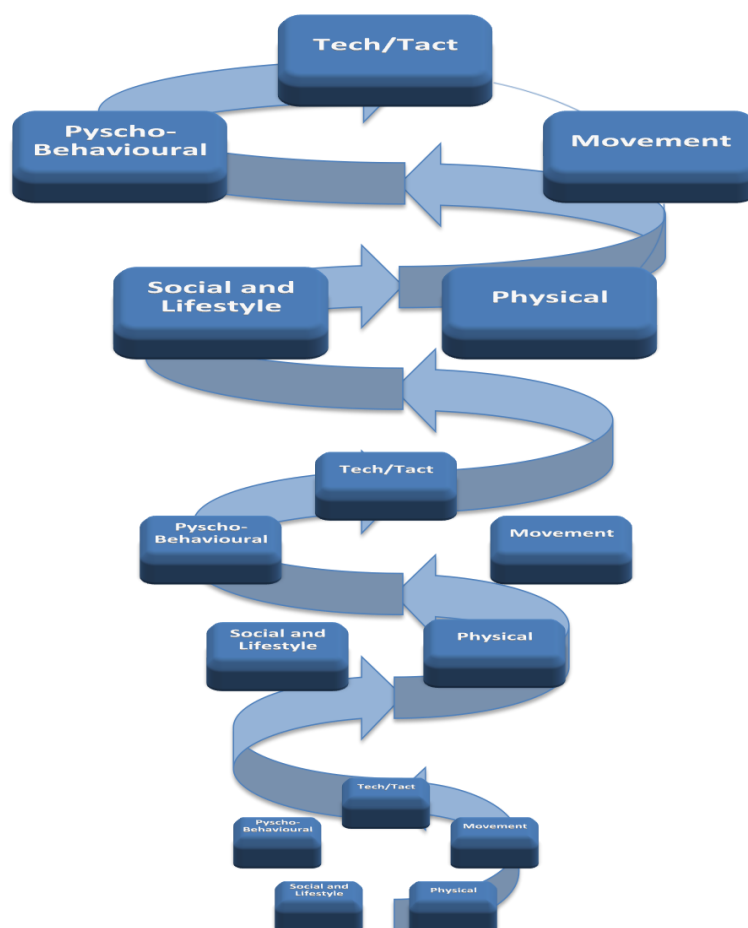 Tech/Tact
Pyscho-
Behavioural
Movement
Social and
Lifestyle
Physical
Tech/Tact
Pyscho-
Behavioural
Movement
Social and
Lifestyle
Physical
Tech/Tact
Pyscho-
Behavioural
Movement
Social and
Lifestyle
Physical